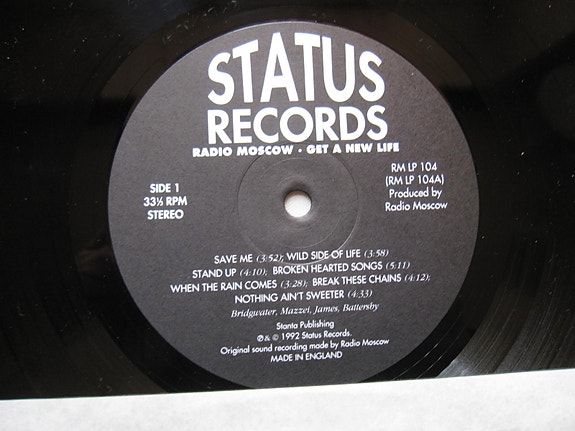 STATUS
RECORDS
RADIO MOSCOW • GET A NEW LIFE
SIDE 1
33⅓ RPM
STEREO
RM LP 104
(RM LP 104A)
Produced by
Radio Moscow
SAVE ME (3:52); WILD SIDE OF LIFE (3:58)
STAND UP (4:10); BROKEN HEARTED SONGS (5:11)
WHEN THE RAIN COMES (3:28); BREAK THESE CHAINS (4:12);
NOTHING AIN'T SWEETER (4:33)
Bridgwater, Mazzei, James, Battersby
Stanta Publishing
℗ & © 1992 Status Records.
Original sound recording made by Radio Moscow
MADE IN ENGLAND